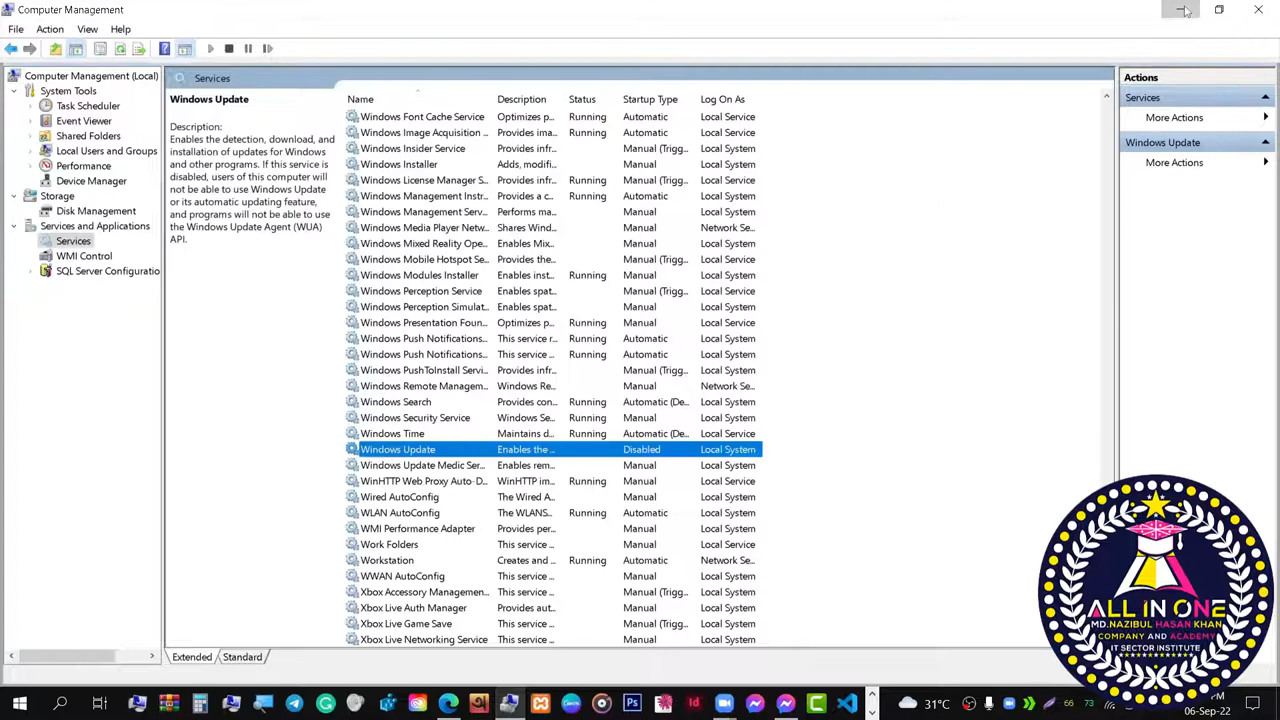 Computer Management
File Action View Help
Computer Management (Local)
System Tools
Task Scheduler
Event Viewer
Shared Folders
Local Users and Groups
Performance
Device Manager
Storage
Disk Management
Services and Applications
Services
WMI Control
SQL Server Configuratio
Services
Windows Update
Description:
Enables the detection, download, and
installation of updates for Windows
and other programs. If this service is
disabled, users of this computer will
not be able to use Windows Update
or its automatic updating feature,
and programs will not be able to use
the Windows Update Agent (WUA)
API.
Name Description Status Startup Type Log On As
Windows Font Cache Service Optimizes p... Running Automatic Local Service
Windows Image Acquisition ... Provides ima... Running Automatic Local Service
Windows Insider Service Provides infr... Manual (Trigg... Local System
Windows Installer Adds, modifi... Manual Local System
Windows License Manager S... Provides infr... Manual (Trigg... Local Service
Windows Management Instr... Provides a c... Running Automatic Local System
Windows Management Serv... Performs ma... Manual Local System
Windows Media Player Netw... Shares Wind... Manual Network Se...
Windows Mixed Reality Ope... Enables Mix... Manual Local System
Windows Mobile Hotspot Se... Provides the... Manual (Trigg... Local Service
Windows Modules Installer Enables inst... Running Manual Local System
Windows Perception Service Enables spat... Manual (Trigg... Local Service
Windows Perception Simulat... Enables spat... Manual Local System
Windows Presentation Foun... Optimizes p... Running Manual Local Service
Windows Push Notifications... This service r... Running Automatic Local System
Windows Push Notifications... This service ... Running Automatic Local System
Windows PushToInstall Servi... Provides infr... Manual (Trigg... Local System
Windows Remote Managem... Windows Re... Manual Network Se...
Windows Search Provides con... Running Automatic (De... Local System
Windows Security Service Windows Se... Running Manual Local System
Windows Time Maintains d... Running Automatic (De... Local Service
Windows Update Enables the ... Disabled Local System
Windows Update Medic Ser... Enables rem... Manual Local System
WinHTTP Web Proxy Auto-D... WinHTTP im... Running Manual Local Service
Wired AutoConfig The Wired A... Manual Local System
WLAN AutoConfig The WLANS... Running Automatic Local System
WMI Performance Adapter Provides per... Manual Local System
Work Folders This service ... Manual Local Service
Workstation Creates and ... Running Automatic Network Se...
WWAN AutoConfig This service ... Manual Local System
Xbox Accessory Managemen... This service ... Manual (Trigg... Local System
Xbox Live Auth Manager Provides aut... Manual Local System
Xbox Live Game Save This service ... Manual (Trigg... Local System
Xbox Live Networking Service This service ... Manual Local System
Extended Standard
Actions
Services
More Actions
Windows Update
More Actions
ALL IN ONE
MD.NAZIBUL HASAN KHAN
COMPANY AND ACADEMY
IT SECTOR INSTITUTE
Ps Id 31°C 66 73 PM
06-Sep-22